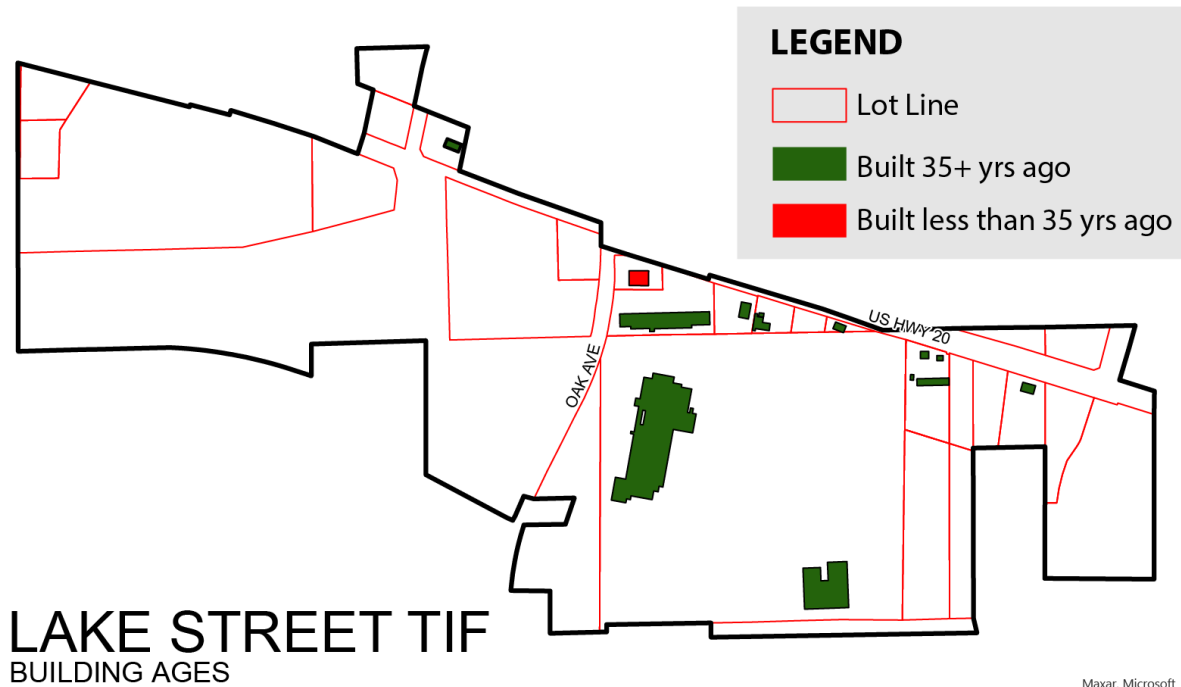 LEGEND
Lot Line
Built 35+ yrs ago
Built less than 35 yrs ago
US HWY 20
OAK AVE
LAKE STREET TIF
BUILDING AGES
Maxar, Microsoft